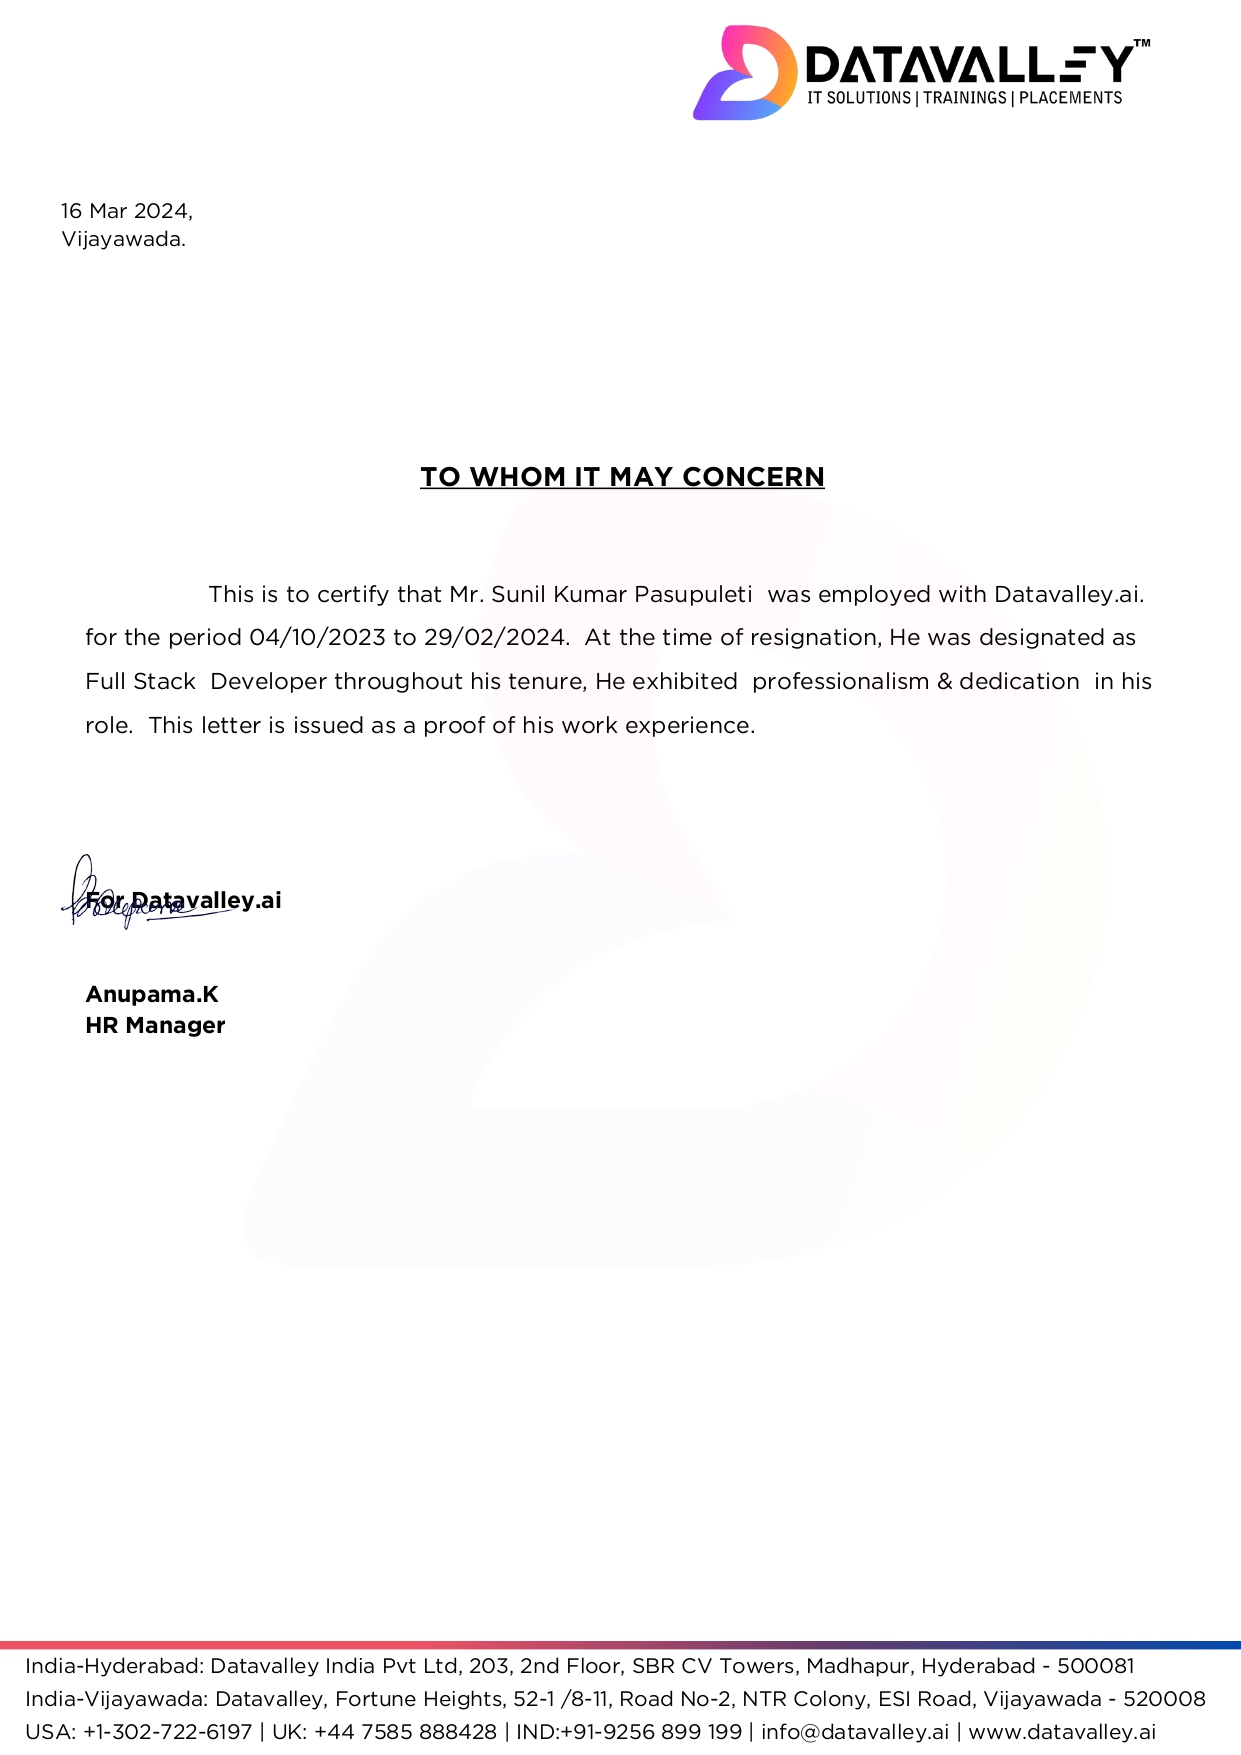 DATAVALLEY™
IT SOLUTIONS | TRAININGS | PLACEMENTS
16 Mar 2024,
Vijayawada.
TO WHOM IT MAY CONCERN
This is to certify that Mr. Sunil Kumar Pasupuleti was employed with Datavalley.ai.
for the period 04/10/2023 to 29/02/2024. At the time of resignation, He was designated as
Full Stack Developer throughout his tenure, He exhibited professionalism & dedication in his
role. This letter is issued as a proof of his work experience.
For Datavalley.ai
Anupama.K
HR Manager
India-Hyderabad: Datavalley India Pvt Ltd, 203, 2nd Floor, SBR CV Towers, Madhapur, Hyderabad - 500081
India-Vijayawada: Datavalley, Fortune Heights, 52-1 /8-11, Road No-2, NTR Colony, ESI Road, Vijayawada - 520008
USA: +1-302-722-6197 | UK: +44 7585 888428 | IND:+91-9256 899 199 | info@datavalley.ai | www.datavalley.ai